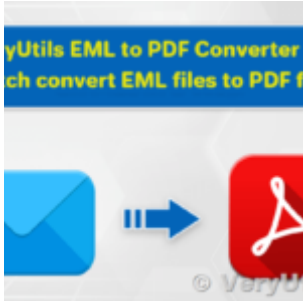 yUtils EML to PDF Converter
tch convert EML files to PDF f
© VeryU